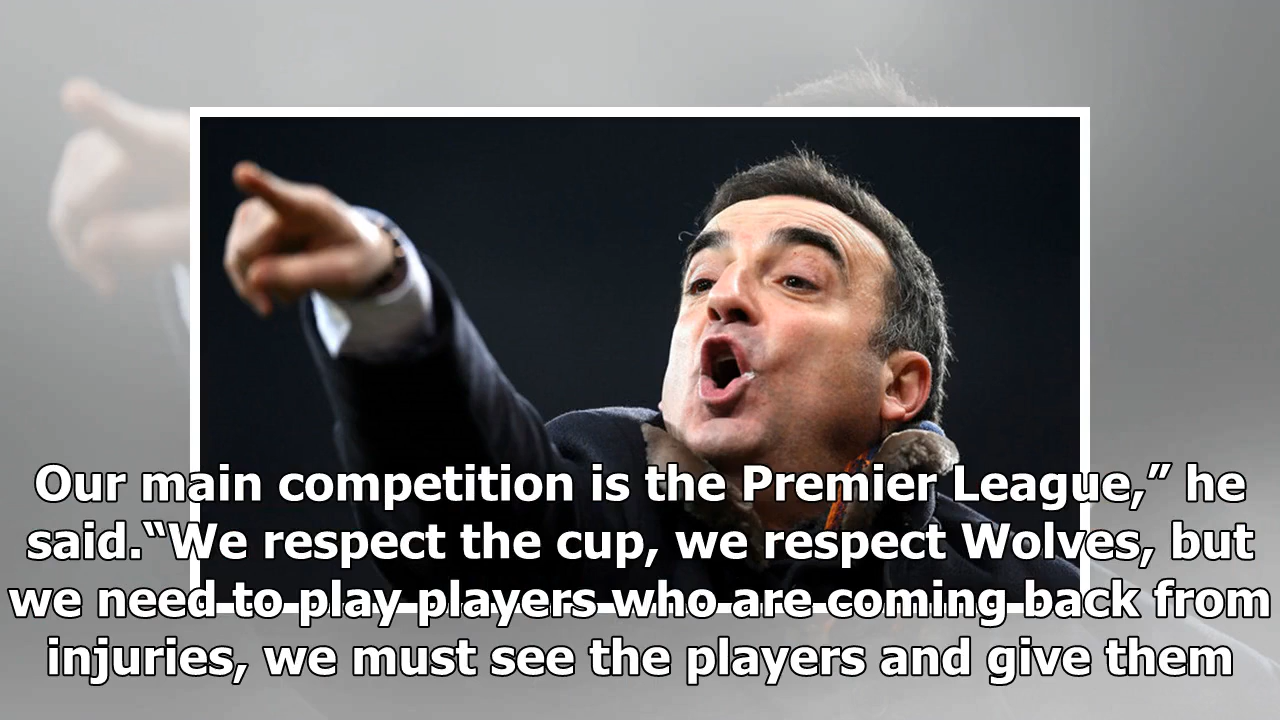 Our main competition is the Premier League,” he
said.“We respect the cup, we respect Wolves, but
we need to play players who are coming back from
injuries, we must see the players and give them